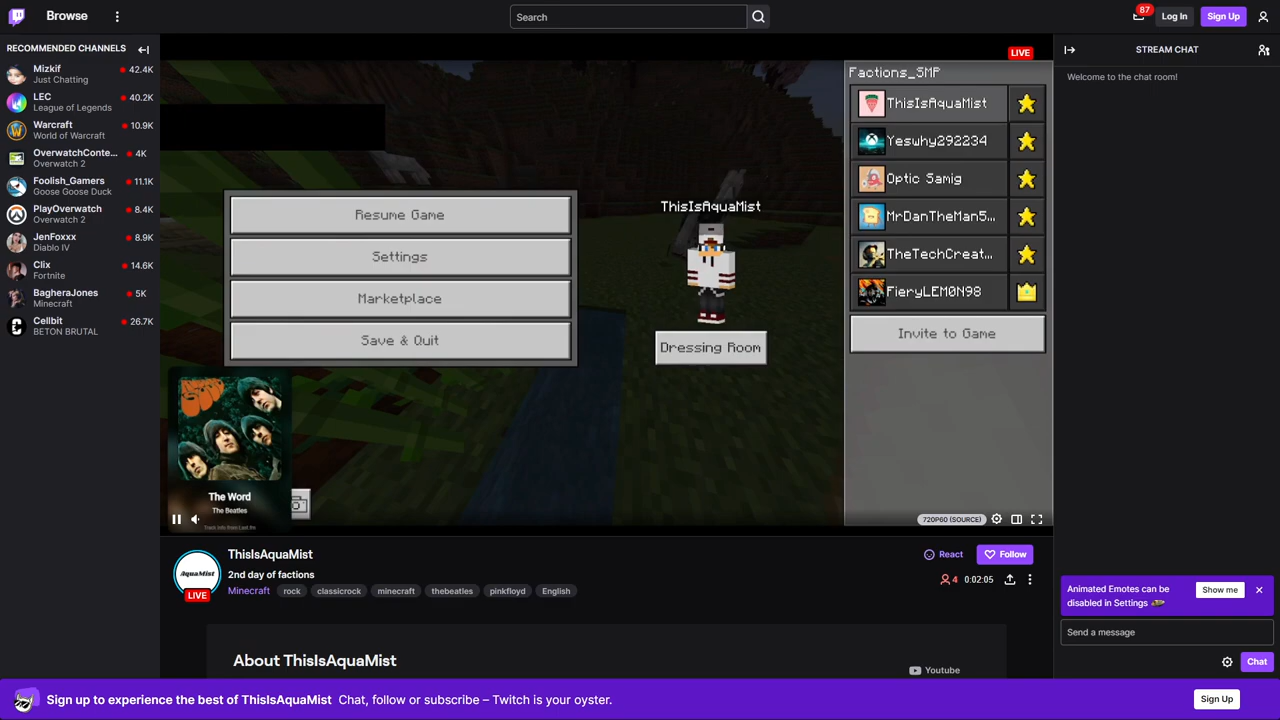 Browse
Search
87
Log In
Sign Up
RECOMMENDED CHANNELS
Mizkif
Just Chatting
42.4K
LEC
League of Legends
40.2K
Warcraft
World of Warcraft
10.9K
OverwatchConte...
Overwatch 2
4K
Foolish_Gamers
Goose Goose Duck
11.1K
PlayOverwatch
Overwatch 2
8.4K
JenFoxxx
Diablo IV
8.9K
Clix
Fortnite
14.6K
BagheraJones
Minecraft
5K
Cellbit
BETON BRUTAL
26.7K
LIVE
Resume Game
Settings
Marketplace
Save & Quit
ThisIsAquaMist
Dressing Room
Factions_SMP
ThisIsAquaMist
Yesuhy292234
Optic Samig
MrDanTheMan5...
TheTechCreat...
FieryLEM0N98
Invite to Game
The Word
The Beatles
720P60 (SOURCE)
AquaMist
LIVE
ThisIsAquaMist
2nd day of factions
Minecraft
rock
classicrock
minecraft
thebeatles
pinkfloyd
English
React
Follow
4
0:02:05
About ThisIsAquaMist
Youtube
STREAM CHAT
Welcome to the chat room!
Animated Emotes can be
disabled in Settings
Show me
Send a message
Chat
Sign up to experience the best of ThisIsAquaMist
Chat, follow or subscribe – Twitch is your oyster.
Sign Up